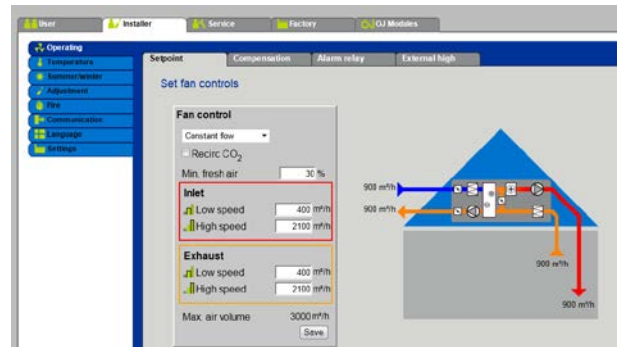 User Installer Service Factory OJ Modules
Operating
Temperature
Summer/winter
Adjustment
Fire
Communication
Language
Settings
Setpoint Compensation Alarm relay External high
Set fan controls
Fan control
Constant flow
Recirc CO2
Min. fresh air 30 %
Inlet
Low speed 400 m³/h
High speed 2100 m³/h
Exhaust
Low speed 400 m³/h
High speed 2100 m³/h
Max. air volume 3000 m³/h
Save
900 m³/h
900 m³/h
900 m³/h
900 m³/h